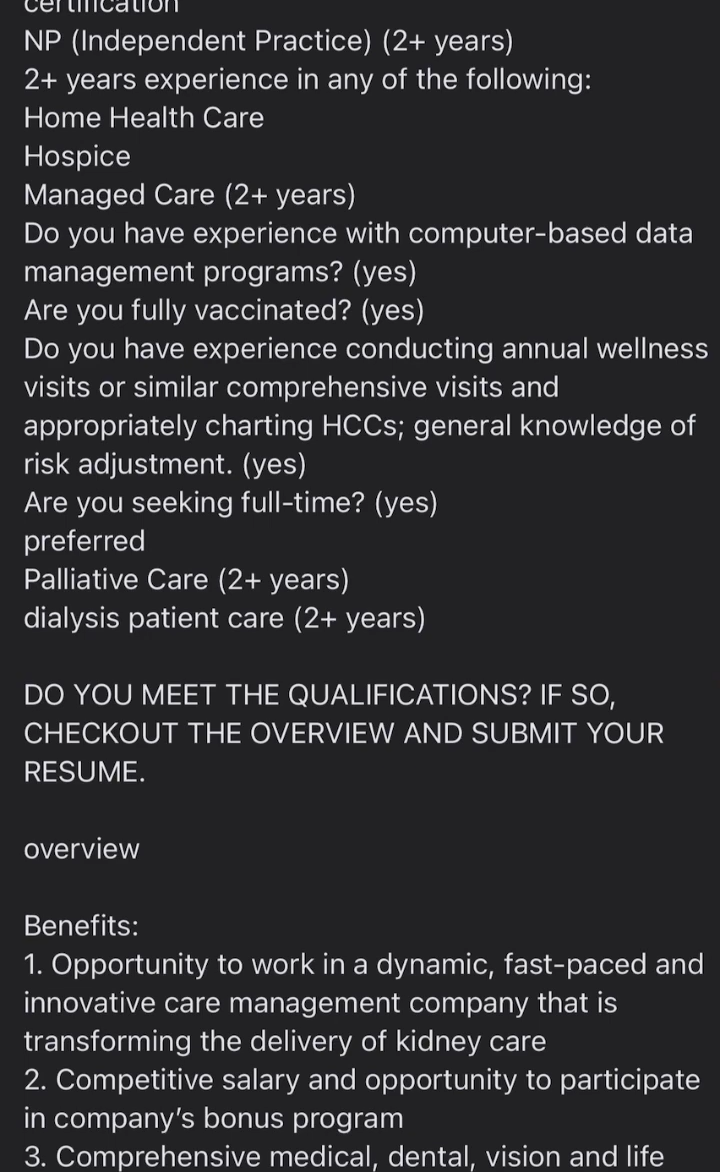 certification
NP (Independent Practice) (2+ years)
2+ years experience in any of the following:
Home Health Care
Hospice
Managed Care (2+ years)
Do you have experience with computer-based data
management programs? (yes)
Are you fully vaccinated? (yes)
Do you have experience conducting annual wellness
visits or similar comprehensive visits and
appropriately charting HCCs; general knowledge of
risk adjustment. (yes)
Are you seeking full-time? (yes)
preferred
Palliative Care (2+ years)
dialysis patient care (2+ years)
DO YOU MEET THE QUALIFICATIONS? IF SO,
CHECKOUT THE OVERVIEW AND SUBMIT YOUR
RESUME.
overview
Benefits:
1. Opportunity to work in a dynamic, fast-paced and
innovative care management company that is
transforming the delivery of kidney care
2. Competitive salary and opportunity to participate
in company's bonus program
3. Comprehensive medical, dental, vision and life